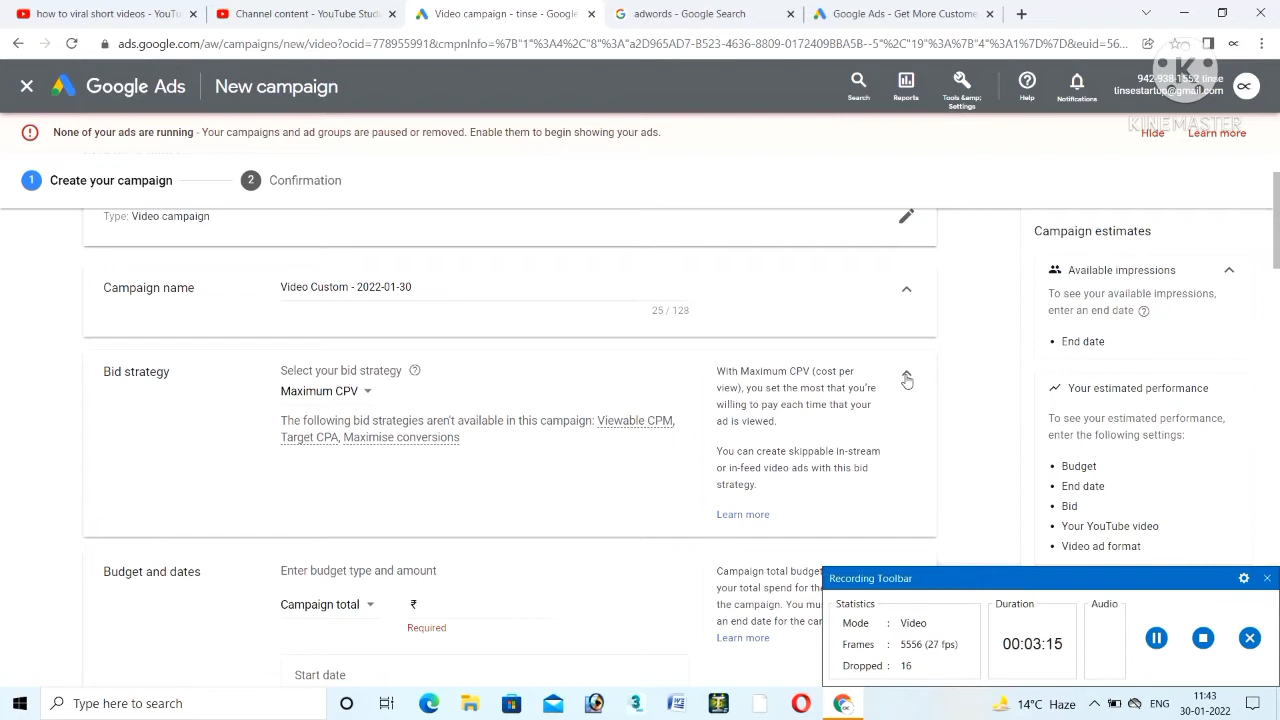 how to viral short videos - YouTu
Channel content - YouTube Studi
Video campaign - tinse - Google
adwords - Google Search
Google Ads - Get More Custome
ads.google.com/aw/campaigns/new/video?ocid=778955991&cmpnInfo=%7B"1"%3A4%2C"8"%3A"a2D965AD7-B523-4636-8809-0172409BBA5B--5"%2C"19"%3A%7B"4"%3A1%7D%7D&euid=56...
Google Ads
New campaign
Search
Reports
Tools &amp; Settings
Help
Notifications
942-938-1552 tinse
tinsestartup@gmail.com
K
KINEMASTER
None of your ads are running - Your campaigns and ad groups are paused or removed. Enable them to begin showing your ads.
Hide
Learn more
1 Create your campaign
2 Confirmation
Type: Video campaign
Campaign name
Video Custom - 2022-01-30
25 / 128
Bid strategy
Select your bid strategy
Maximum CPV
The following bid strategies aren't available in this campaign: Viewable CPM,
Target CPA, Maximise conversions
With Maximum CPV (cost per
view), you set the most that you're
willing to pay each time that your
ad is viewed.
You can create skippable in-stream
or in-feed video ads with this bid
strategy.
Learn more
Budget and dates
Enter budget type and amount
Campaign total
₹
Required
Start date
Campaign total budg
your total spend for the
the campaign. You mus
an end date for the car
Learn more
Campaign estimates
Available impressions
To see your available impressions,
enter an end date
• End date
Your estimated performance
To see your estimated performance,
enter the following settings:
• Budget
• End date
• Bid
• Your YouTube video
• Video ad format
Recording Toolbar
Statistics
Mode : Video
Frames : 5556 (27 fps)
Dropped : 16
Duration
00:03:15
Audio
Type here to search
14°C Haze
ENG
11:43
30-01-2022